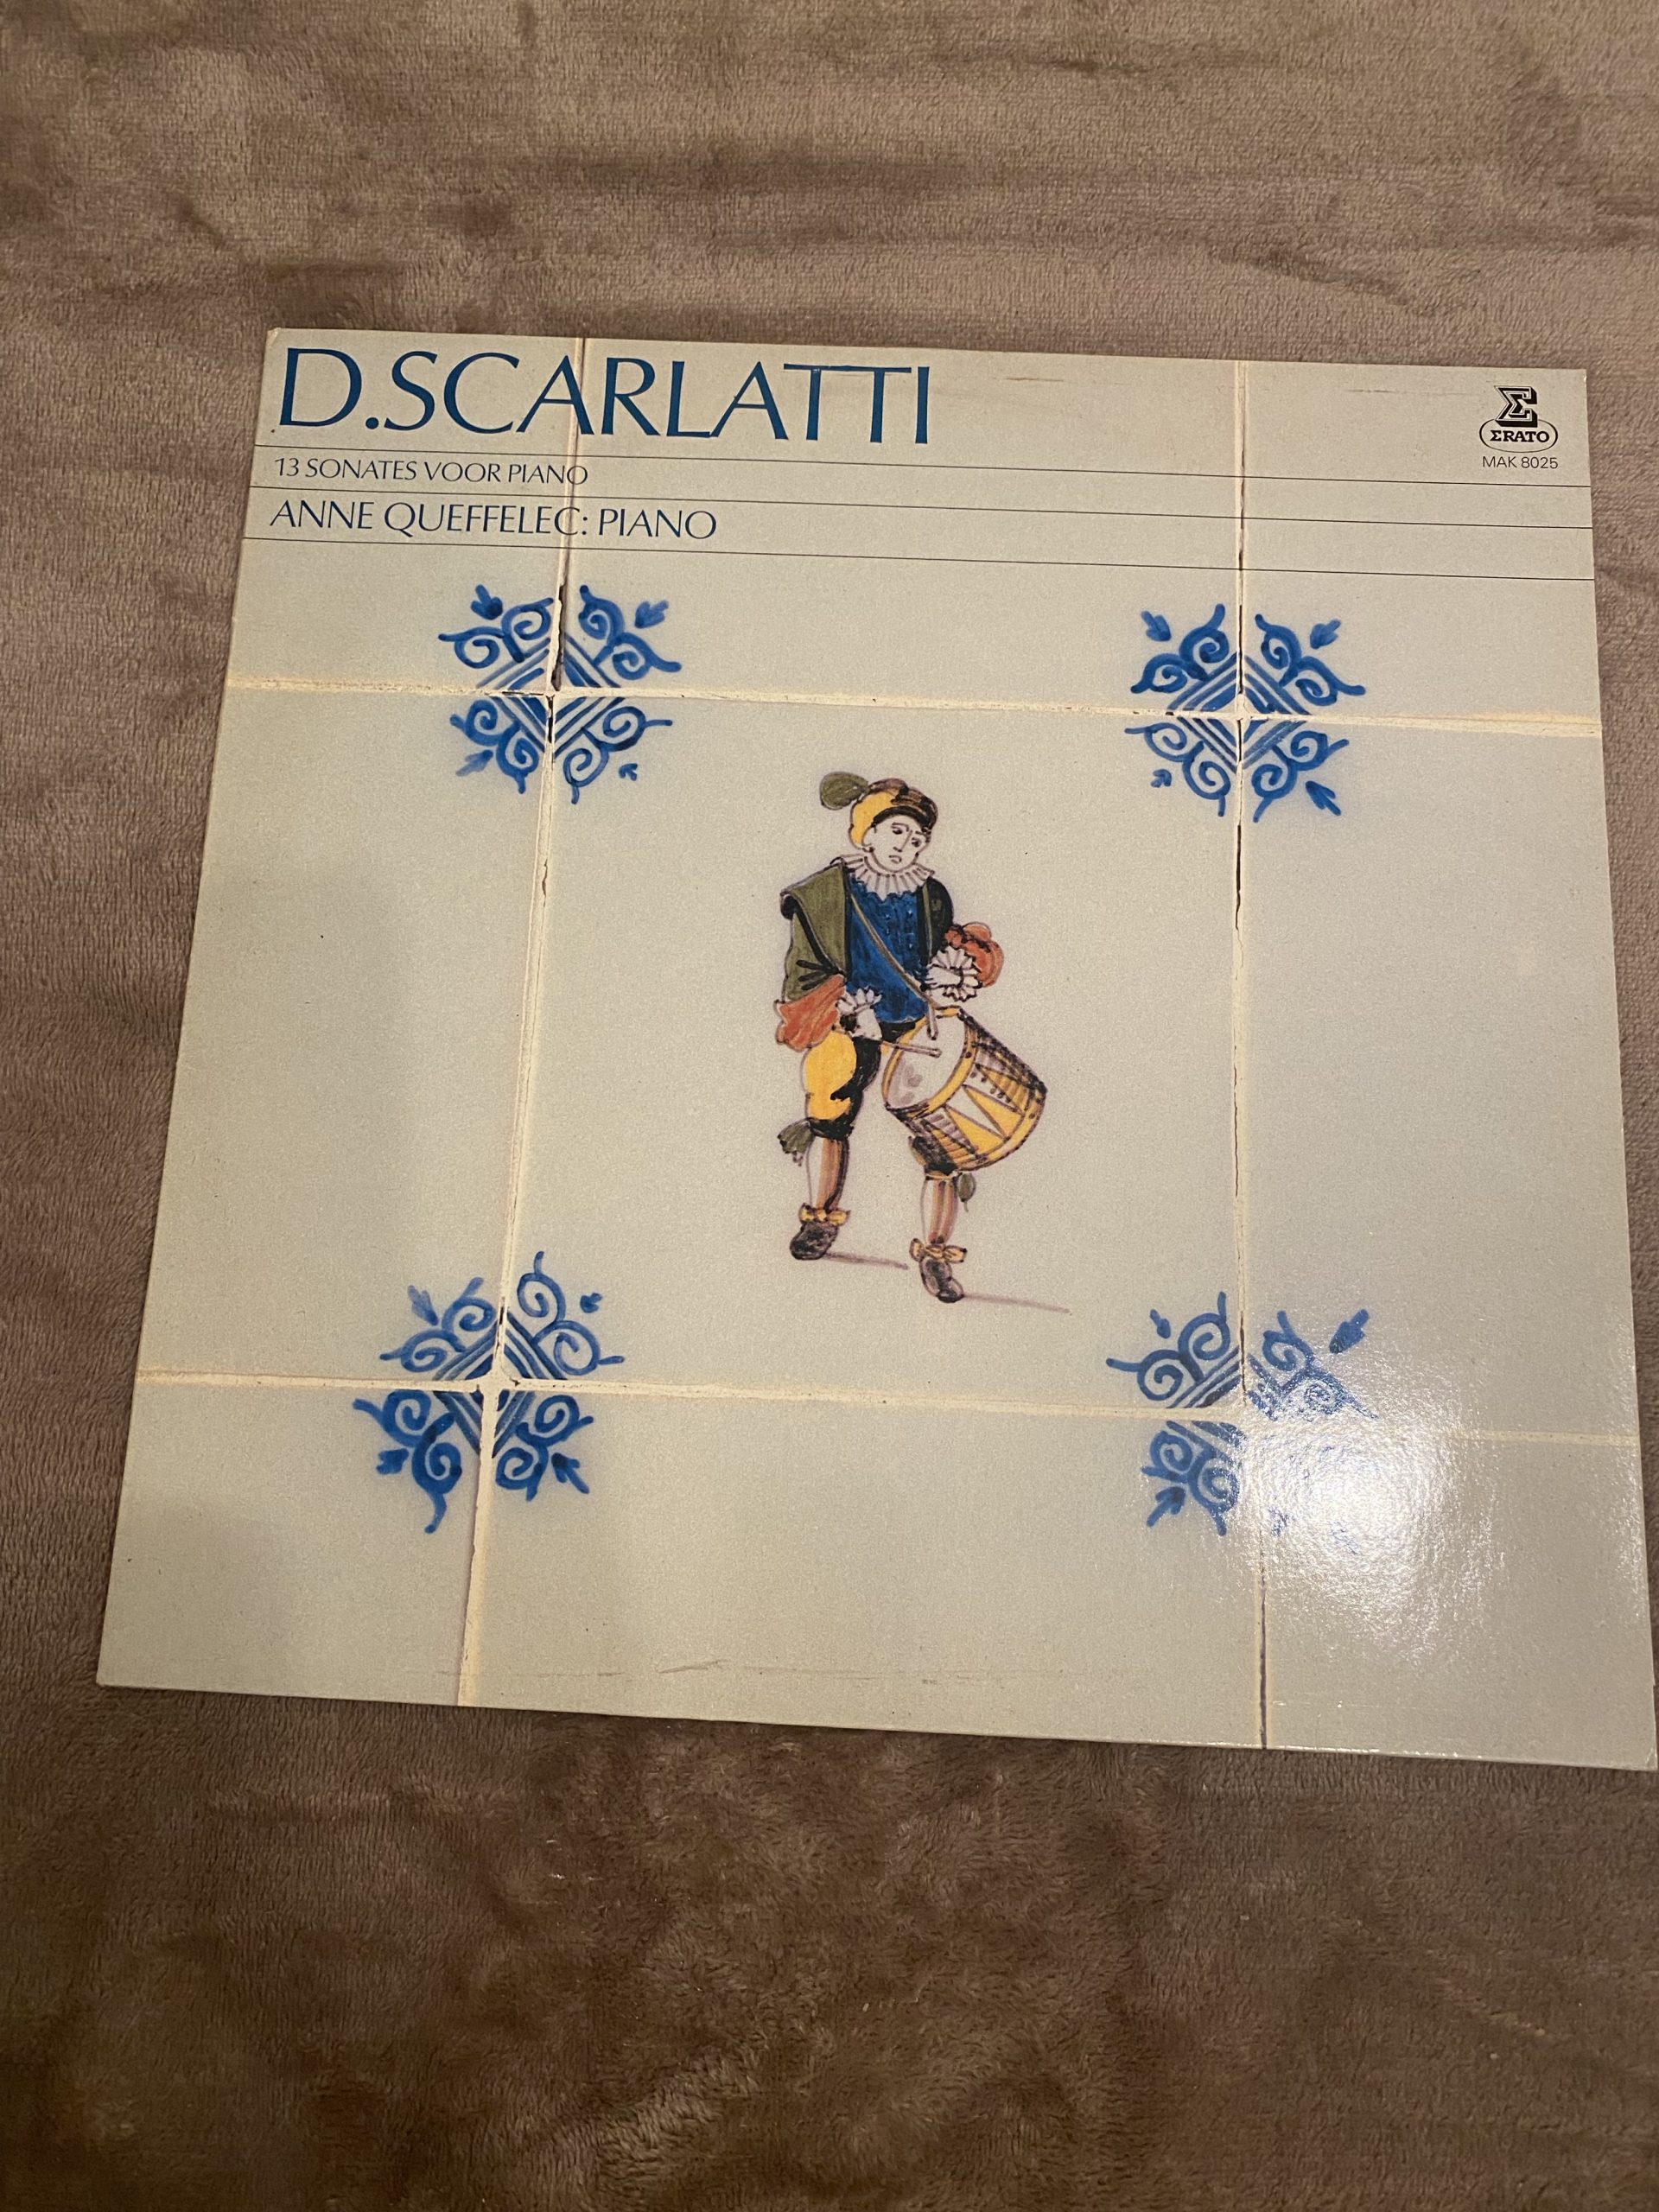 D.SCARLATTI
13 SONATES VOOR PIANO
ANNE QUEFFELEC: PIANO
Σ
ΣRATO
MAK 8025